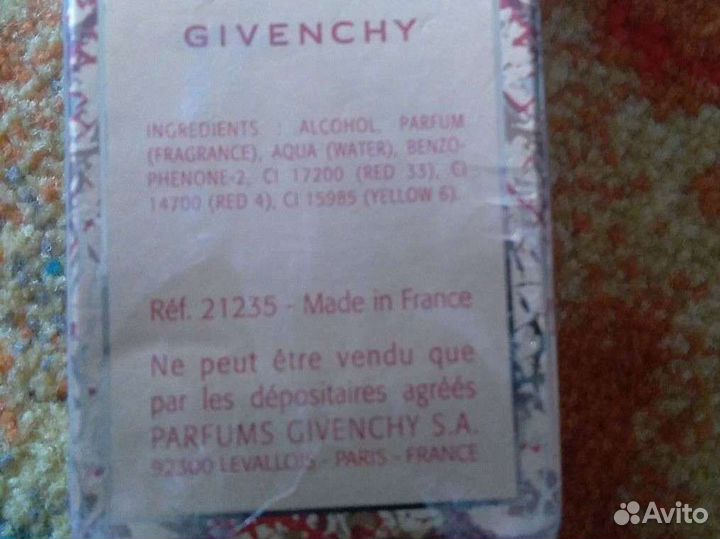 GIVENCHY
INGREDIENTS : ALCOHOL, PARFUM
(FRAGRANCE), AQUA (WATER), BENZO-
PHENONE-2, CI 17200 (RED 33), CI
14700 (RED 4), CI 15985 (YELLOW 6).
Réf. 21235 - Made in France
Ne peut être vendu que
par les dépositaires agréés
PARFUMS GIVENCHY S.A.
92300 LEVALLOIS - PARIS - FRANCE
Avito